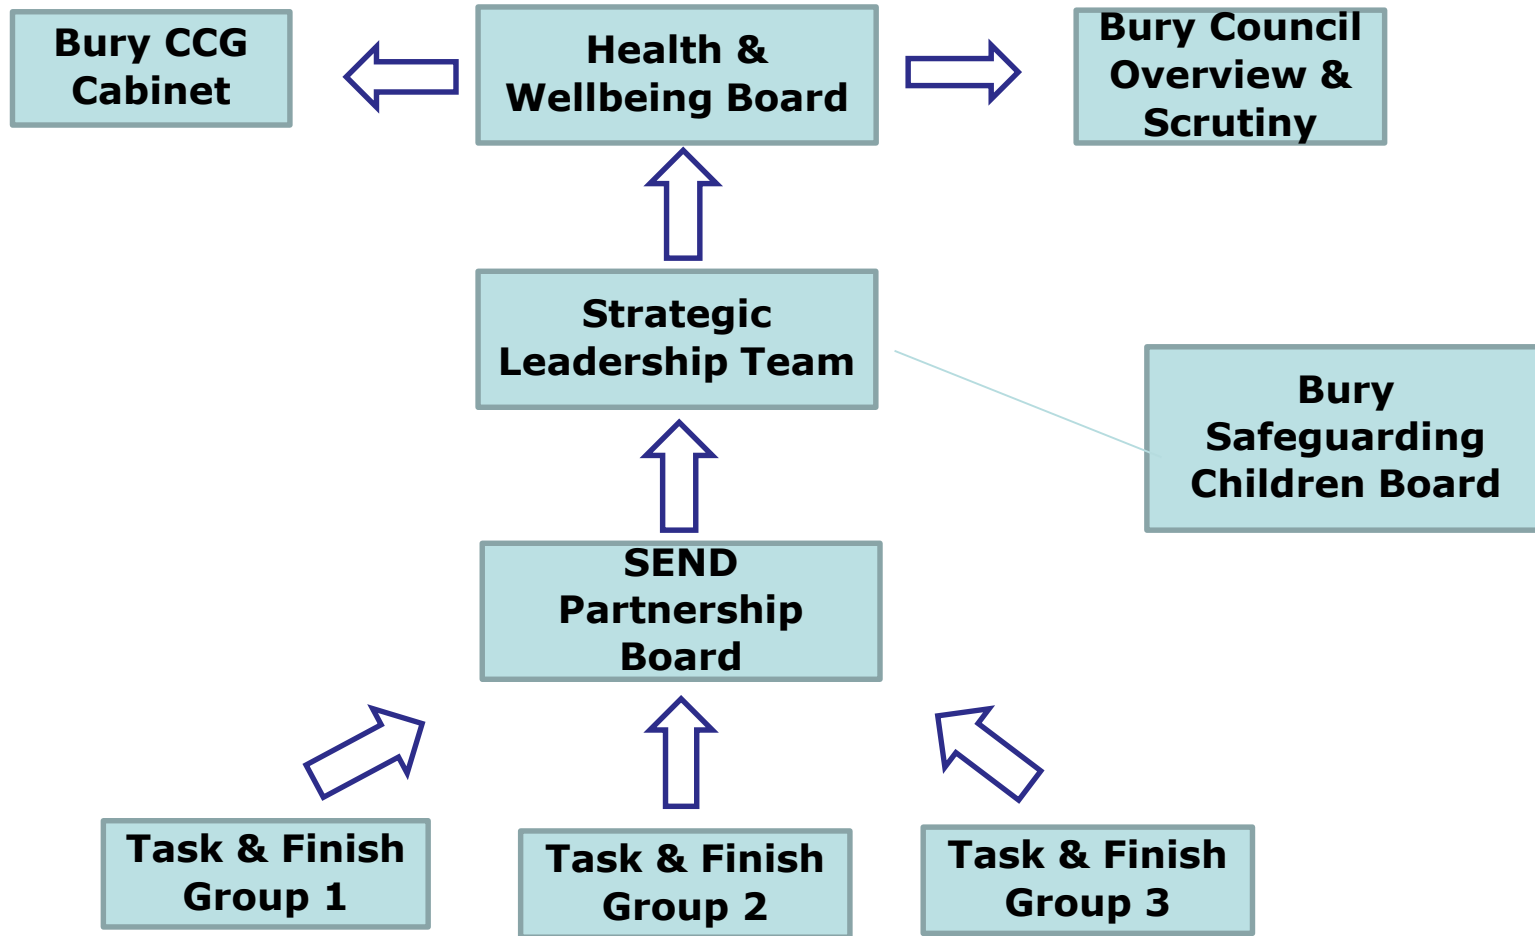 Bury CCG
Cabinet
Health &
Wellbeing Board
Bury Council
Overview &
Scrutiny
Strategic
Leadership Team
Bury
Safeguarding
Children Board
SEND
Partnership
Board
Task & Finish
Group 1
Task & Finish
Group 2
Task & Finish
Group 3